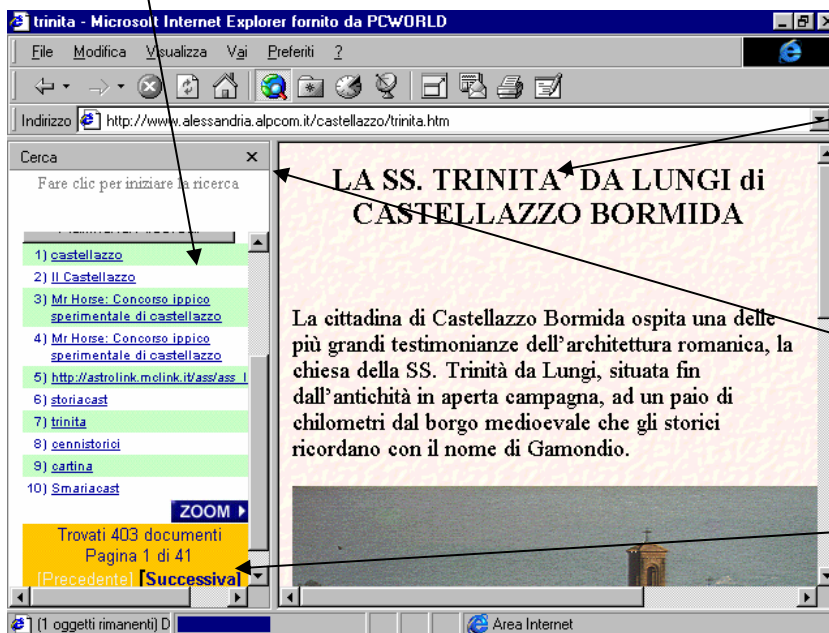 trinita - Microsoft Internet Explorer fornito da PCWORLD
File Modifica Visualizza Vai Preferiti ?
Indirizzo http://www.alessandria.alpcom.it/castellazzo/trinita.htm
Cerca
Fare clic per iniziare la ricerca
1) castellazzo
2) Il Castellazzo
3) Mr Horse: Concorso ippico
sperimentale di castellazzo
4) Mr Horse: Concorso ippico
sperimentale di castellazzo
5) http://astrolink.mclink.it/ass/ass_l
6) storiacast
7) trinita
8) cennistorici
9) cartina
10) Smariacast
ZOOM
Trovati 403 documenti
Pagina 1 di 41
[Precedente] [Successiva]
LA SS. TRINITA' DA LUNGI di
CASTELLAZZO BORMIDA
La cittadina di Castellazzo Bormida ospita una delle
più grandi testimonianze dell'architettura romanica, la
chiesa della SS. Trinità da Lungi, situata fin
dall'antichità in aperta campagna, ad un paio di
chilometri dal borgo medioevale che gli storici
ricordano con il nome di Gamondio.
(1 oggetti rimanenti) D
Area Internet